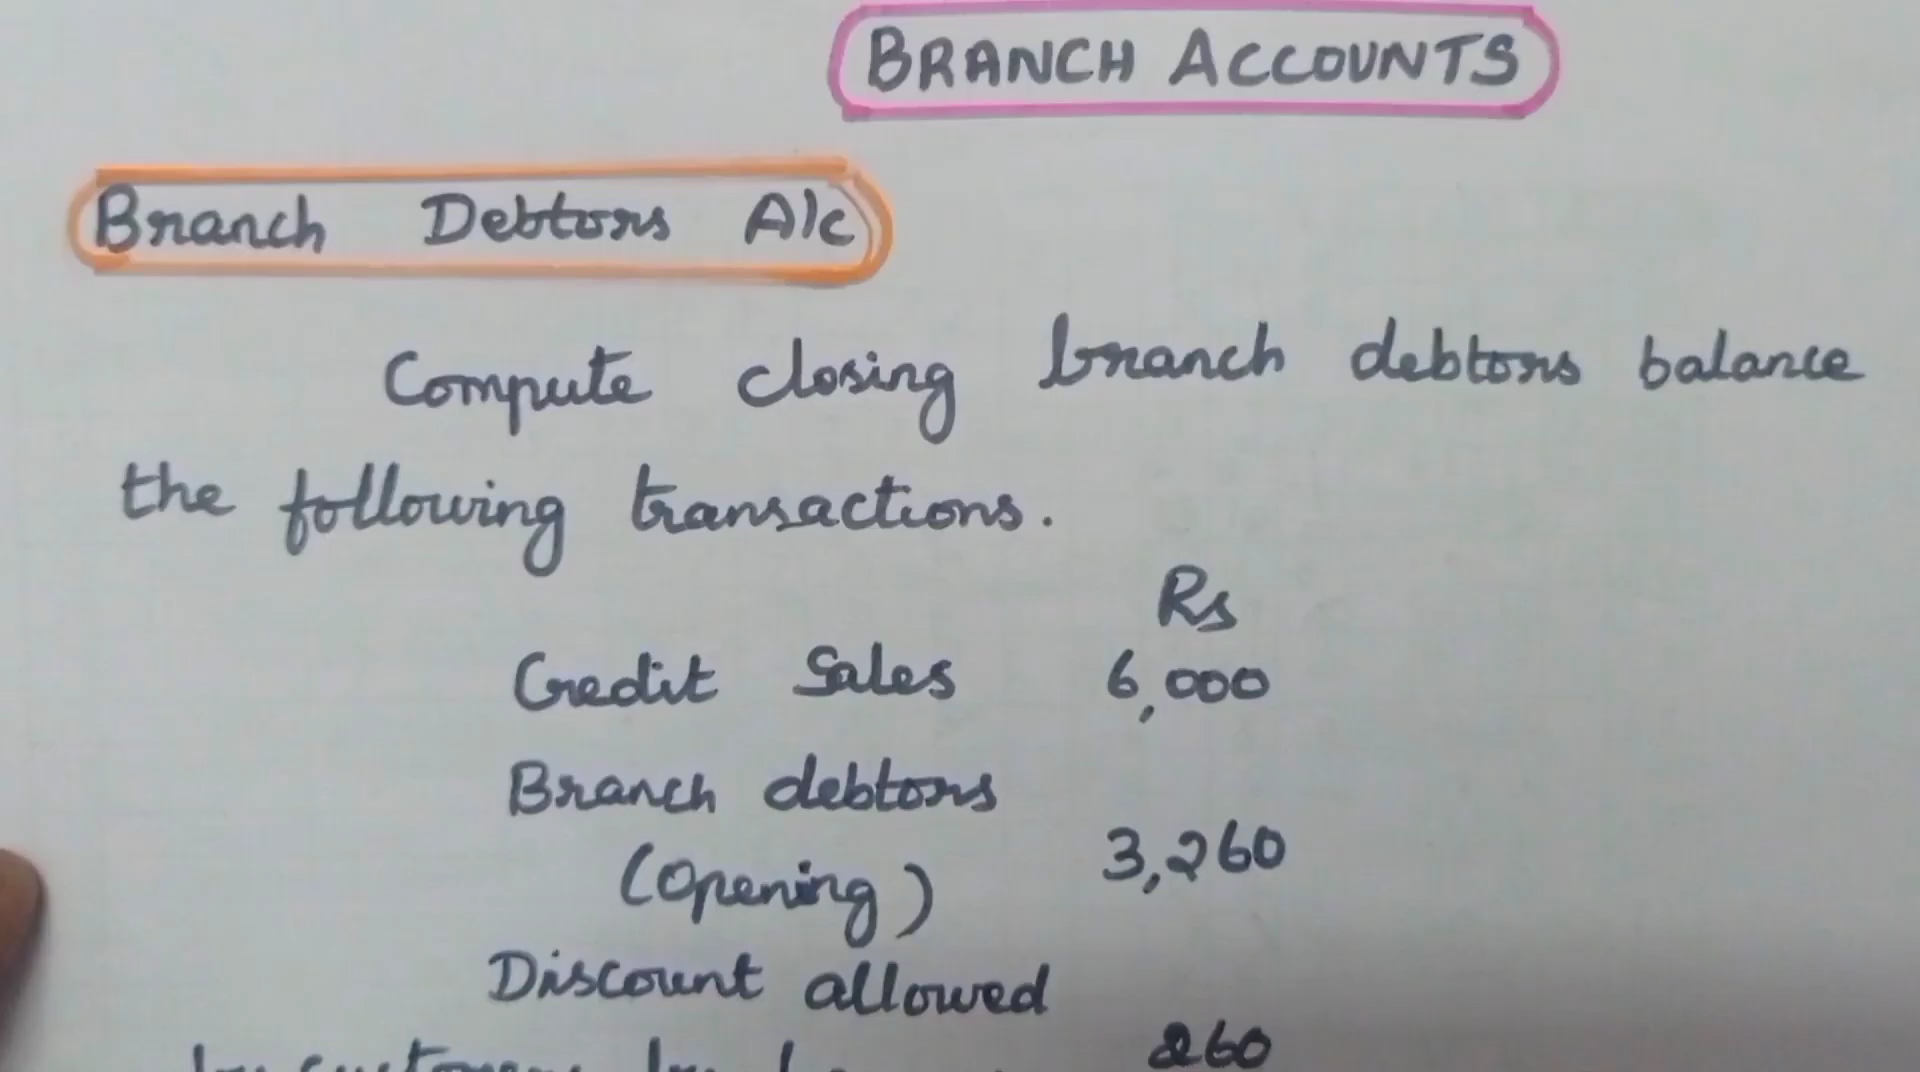 BRANCH ACCOUNTS
Branch Debtors A/c
Compute closing branch debtors balance
the following transactions.
Rs
Credit Sales 6,000
Branch debtors
(Opening) 3,260
Discount allowed
260